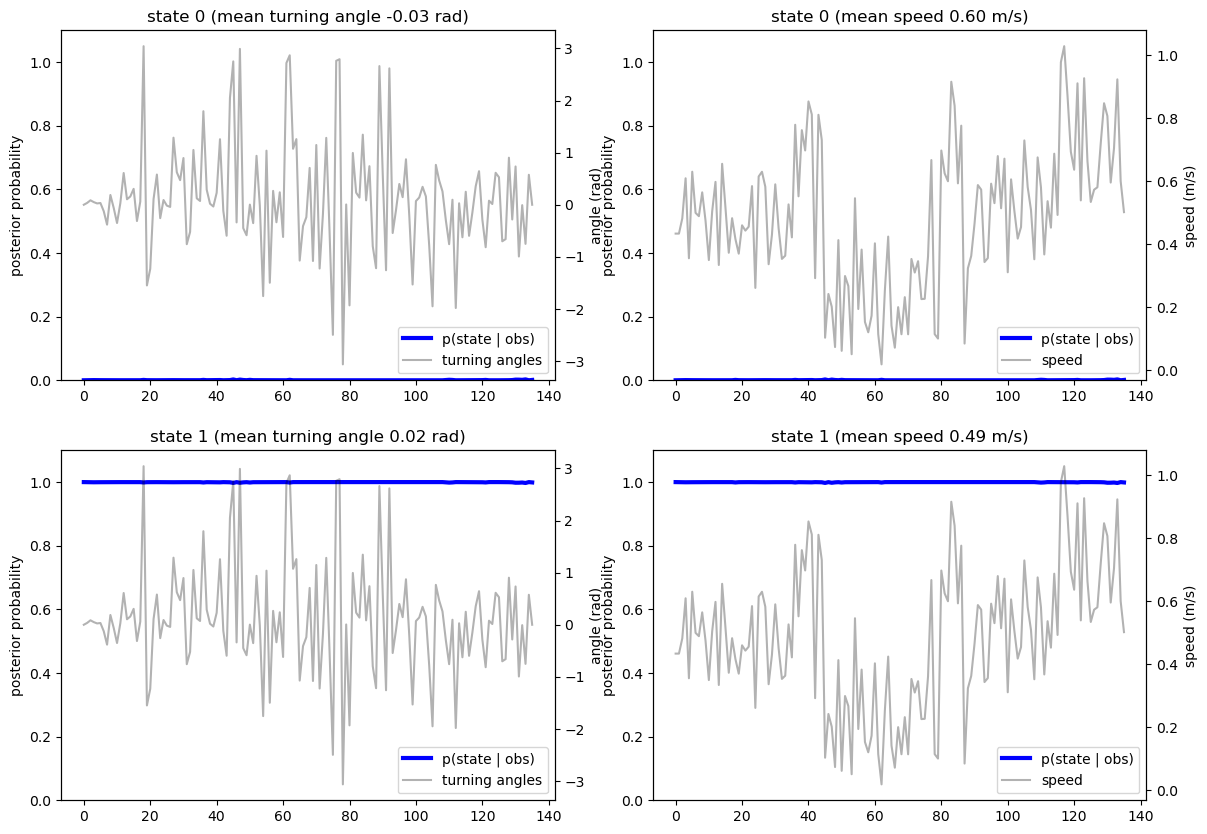 state 0 (mean turning angle -0.03 rad)
posterior probability
1.0
0.8
0.6
0.4
0.2
0.0
3
2
1
0
−1
−2
−3
angle (rad)
p(state | obs)
turning angles
0 20 40 60 80 100 120 140
state 0 (mean speed 0.60 m/s)
posterior probability
1.0
0.8
0.6
0.4
0.2
0.0
1.0
0.8
0.6
0.4
0.2
0.0
speed (m/s)
p(state | obs)
speed
0 20 40 60 80 100 120 140
state 1 (mean turning angle 0.02 rad)
posterior probability
1.0
0.8
0.6
0.4
0.2
0.0
3
2
1
0
−1
−2
−3
angle (rad)
p(state | obs)
turning angles
0 20 40 60 80 100 120 140
state 1 (mean speed 0.49 m/s)
posterior probability
1.0
0.8
0.6
0.4
0.2
0.0
1.0
0.8
0.6
0.4
0.2
0.0
speed (m/s)
p(state | obs)
speed
0 20 40 60 80 100 120 140